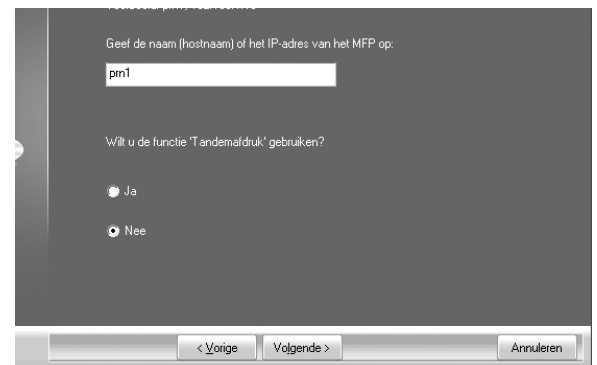 Geef de naam (hostnaam) of het IP-adres van het MFP op:
prn1
Wilt u de functie 'Tandemafdruk' gebruiken?
Ja
Nee
< Vorige
Volgende >
Annuleren